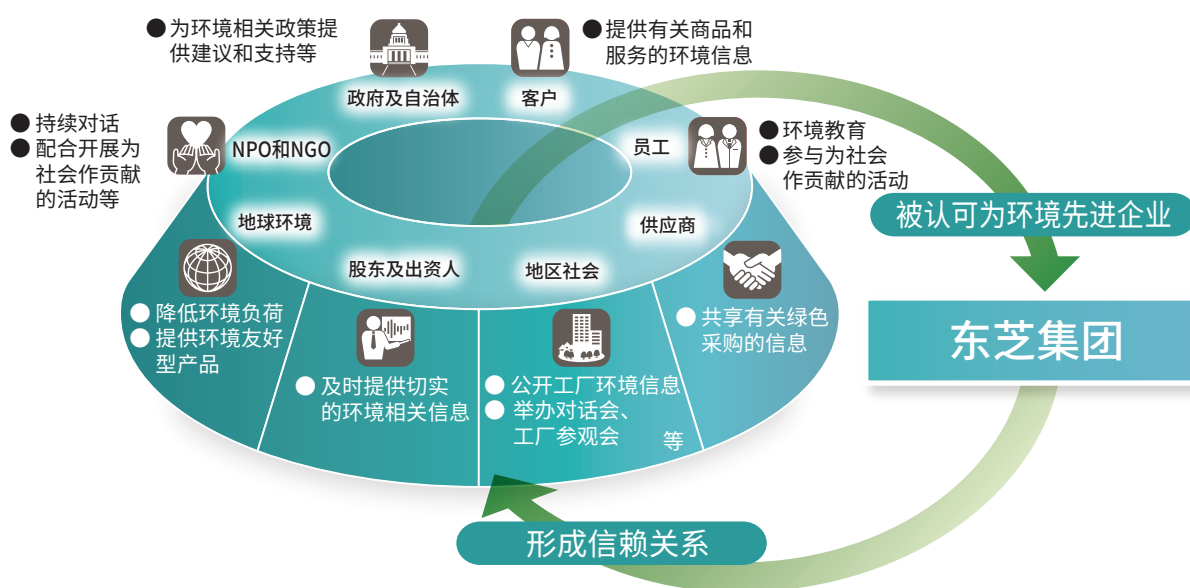 ●为环境相关政策提
供建议和支持等
●提供有关商品和
服务的环境信息
政府及自治体
客户
●持续对话
●配合开展为
社会作贡献
的活动等
NPO和NGO
员工
●环境教育
●参与为社会
作贡献的活动
被认可为环境先进企业
地球环境
供应商
股东及出资人
地区社会
●降低环境负荷
●提供环境友好
型产品
●共享有关绿色
采购的信息
东芝集团
●及时提供切实
的环境相关信息
●公开工厂环境信息
●举办对话会、
工厂参观会
等
形成信赖关系